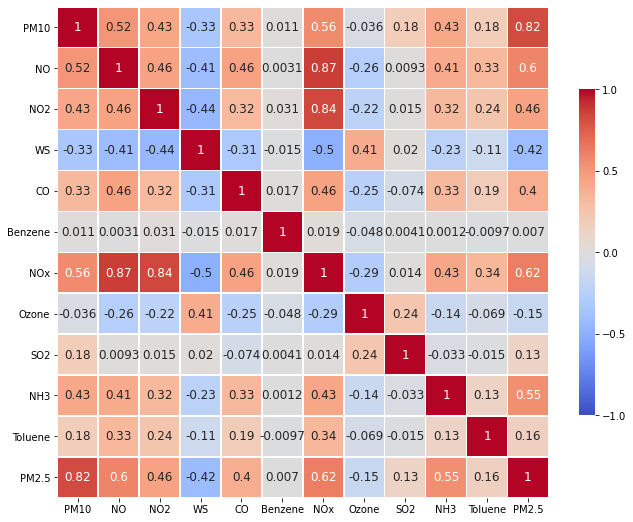 PM10 1 0.52 0.43 -0.33 0.33 0.011 0.56 -0.036 0.18 0.43 0.18 0.82
NO 0.52 1 0.46 -0.41 0.46 0.0031 0.87 -0.26 0.0093 0.41 0.33 0.6
NO2 0.43 0.46 1 -0.44 0.32 0.031 0.84 -0.22 0.015 0.32 0.24 0.46
WS -0.33 -0.41 -0.44 1 -0.31 -0.015 -0.5 0.41 0.02 -0.23 -0.11 -0.42
CO 0.33 0.46 0.32 -0.31 1 0.017 0.46 -0.25 -0.074 0.33 0.19 0.4
Benzene 0.011 0.0031 0.031 -0.015 0.017 1 0.019 -0.048 0.0041 0.0012 -0.0097 0.007
NOx 0.56 0.87 0.84 -0.5 0.46 0.019 1 -0.29 0.014 0.43 0.34 0.62
Ozone -0.036 -0.26 -0.22 0.41 -0.25 -0.048 -0.29 1 0.24 -0.14 -0.069 -0.15
SO2 0.18 0.0093 0.015 0.02 -0.074 0.0041 0.014 0.24 1 -0.033 -0.015 0.13
NH3 0.43 0.41 0.32 -0.23 0.33 0.0012 0.43 -0.14 -0.033 1 0.13 0.55
Toluene 0.18 0.33 0.24 -0.11 0.19 -0.0097 0.34 -0.069 -0.015 0.13 1 0.16
PM2.5 0.82 0.6 0.46 -0.42 0.4 0.007 0.62 -0.15 0.13 0.55 0.16 1
PM10 NO NO2 WS CO Benzene NOx Ozone SO2 NH3 Toluene PM2.5
1.0
0.5
0.0
−0.5
−1.0